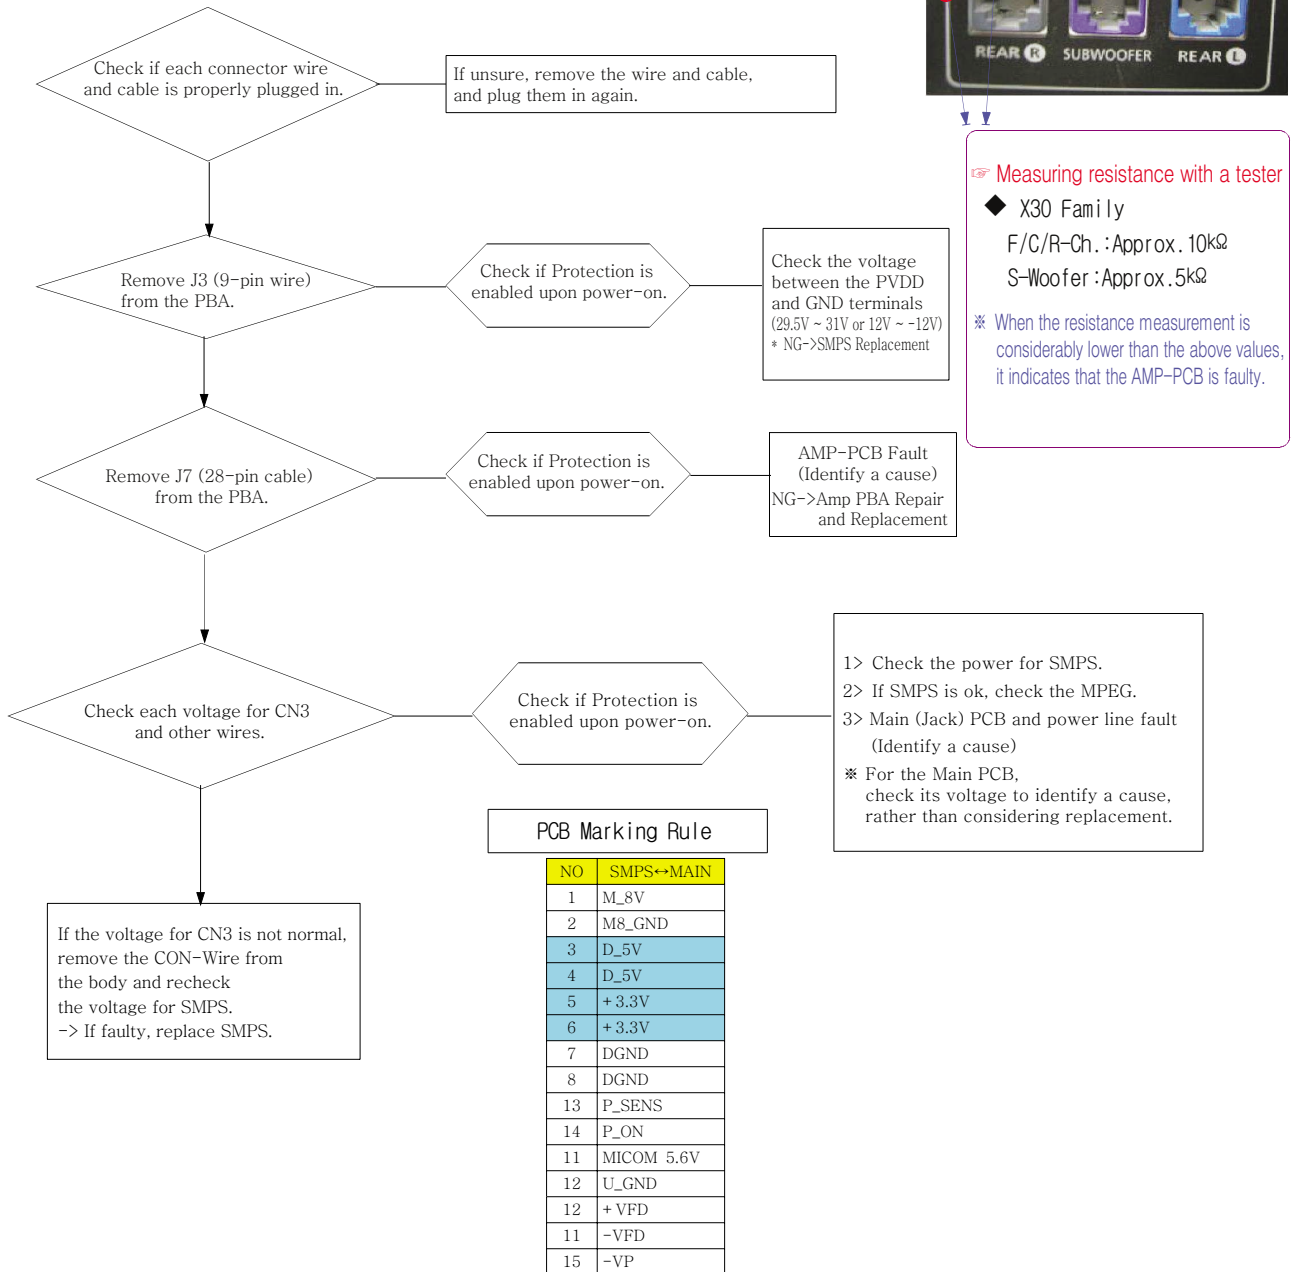 REAR R
SUBWOOFER
REAR L
Check if each connector wire
and cable is properly plugged in.
If unsure, remove the wire and cable,
and plug them in again.
☞ Measuring resistance with a tester
◆ X30 Family
F/C/R-Ch.:Approx.10kΩ
S-Woofer:Approx.5kΩ
※ When the resistance measurement is
considerably lower than the above values,
it indicates that the AMP-PCB is faulty.
Remove J3 (9-pin wire)
from the PBA.
Check if Protection is
enabled upon power-on.
Check the voltage
between the PVDD
and GND terminals
(29.5V ~ 31V or 12V ~ -12V)
* NG->SMPS Replacement
Remove J7 (28-pin cable)
from the PBA.
Check if Protection is
enabled upon power-on.
AMP-PCB Fault
(Identify a cause)
NG->Amp PBA Repair
and Replacement
Check each voltage for CN3
and other wires.
Check if Protection is
enabled upon power-on.
1> Check the power for SMPS.
2> If SMPS is ok, check the MPEG.
3> Main (Jack) PCB and power line fault
(Identify a cause)
※ For the Main PCB,
check its voltage to identify a cause,
rather than considering replacement.
If the voltage for CN3 is not normal,
remove the CON-Wire from
the body and recheck
the voltage for SMPS.
-> If faulty, replace SMPS.
PCB Marking Rule
NO SMPS↔MAIN
1 M_8V
2 M8_GND
3 D_5V
4 D_5V
5 +3.3V
6 +3.3V
7 DGND
8 DGND
13 P_SENS
14 P_ON
11 MICOM 5.6V
12 U_GND
12 +VFD
11 -VFD
15 -VP